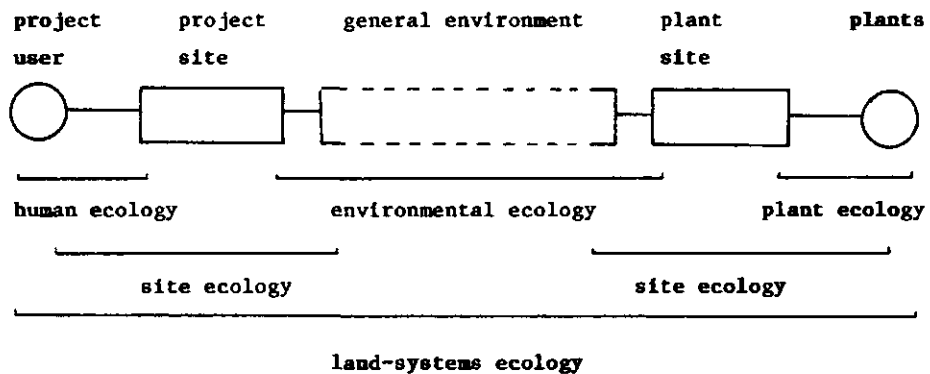 project project general environment plant plants
user site site
human ecology environmental ecology plant ecology
site ecology site ecology
land-systems ecology